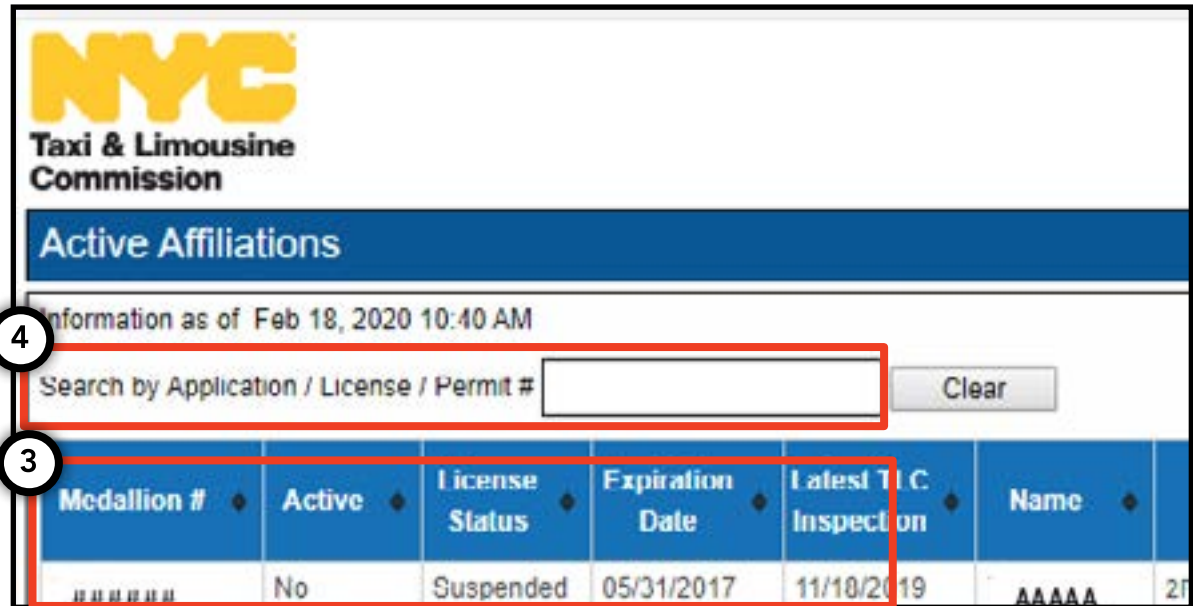 NYC
Taxi & Limousine
Commission
Active Affiliations
Information as of Feb 18, 2020 10:40 AM
4
Search by Application / License / Permit #
Clear
3
Medallion # Active License Status Expiration Date Latest TLC Inspection Name
###### No Suspended 05/31/2017 11/18/2019 AAAAA